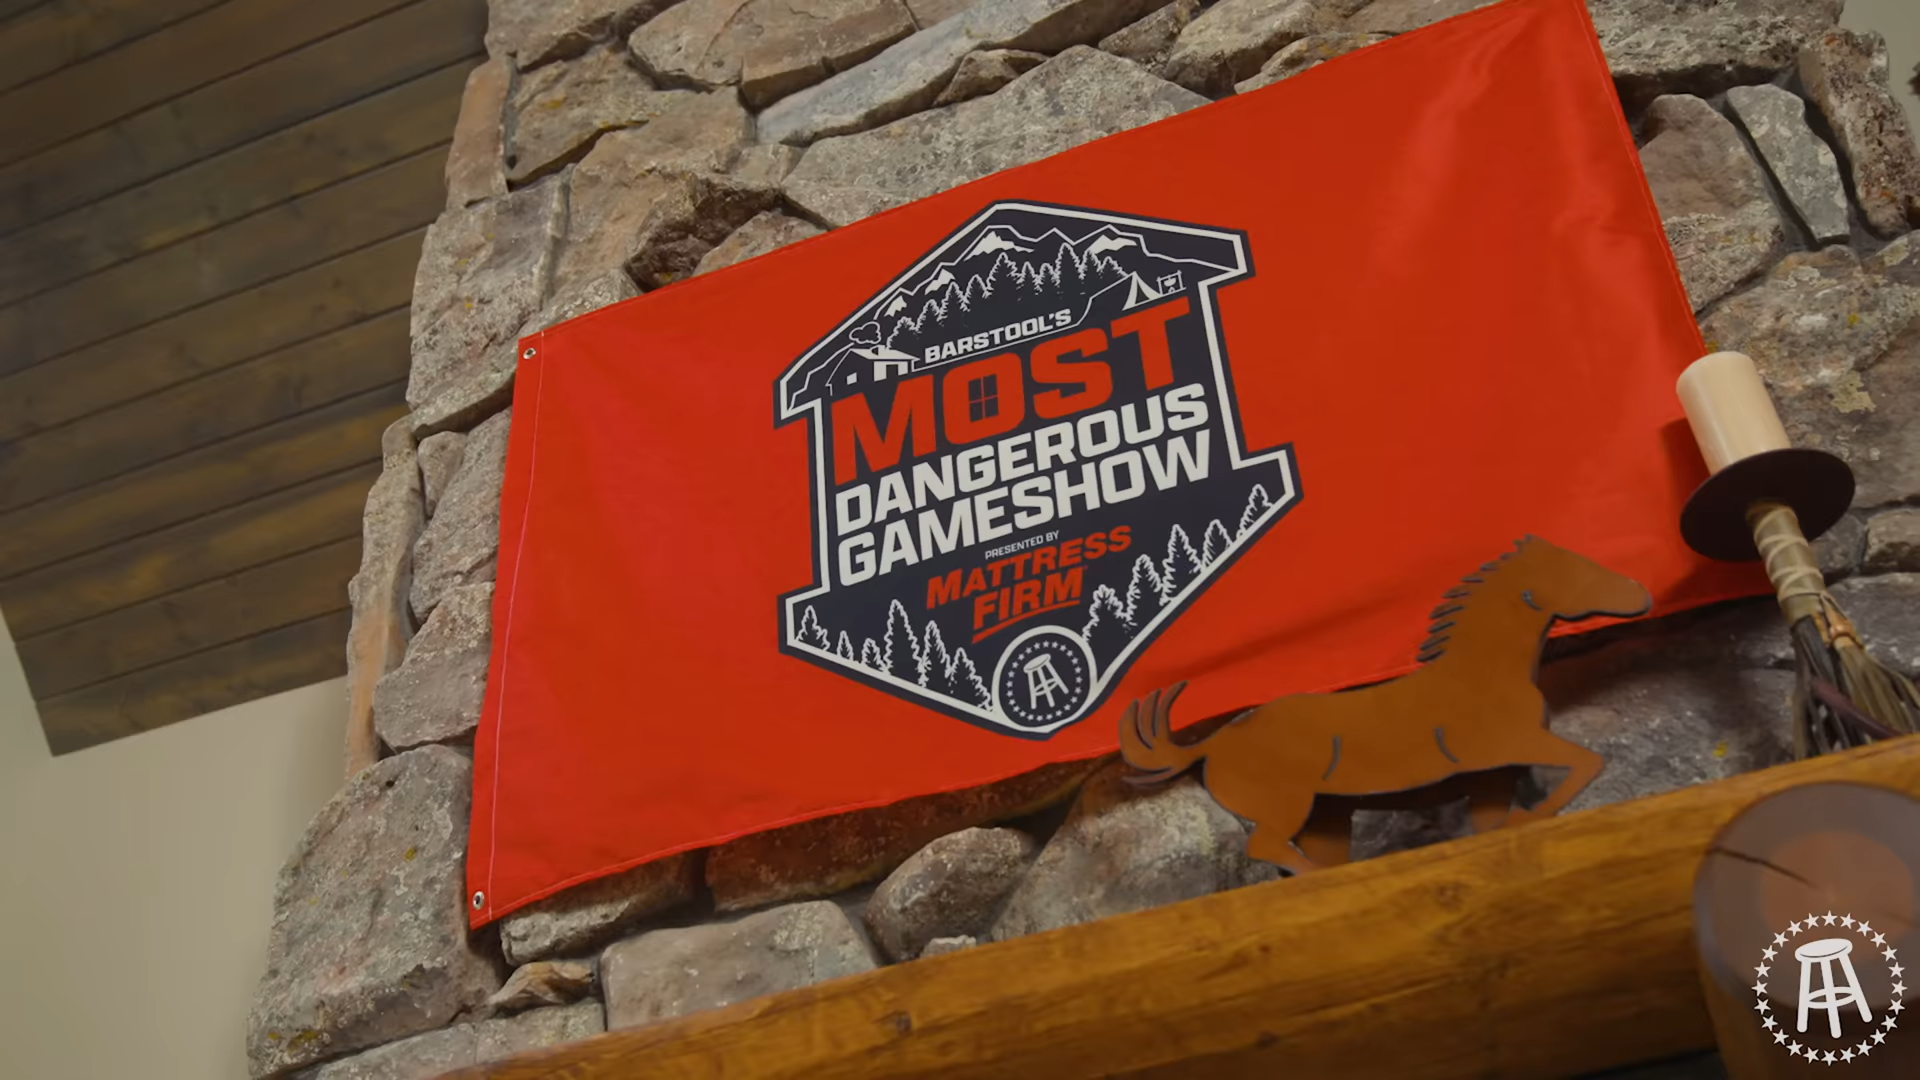 BARSTOOL'S
MOST
DANGEROUS
GAMESHOW
PRESENTED BY
MATTRESS
FIRM